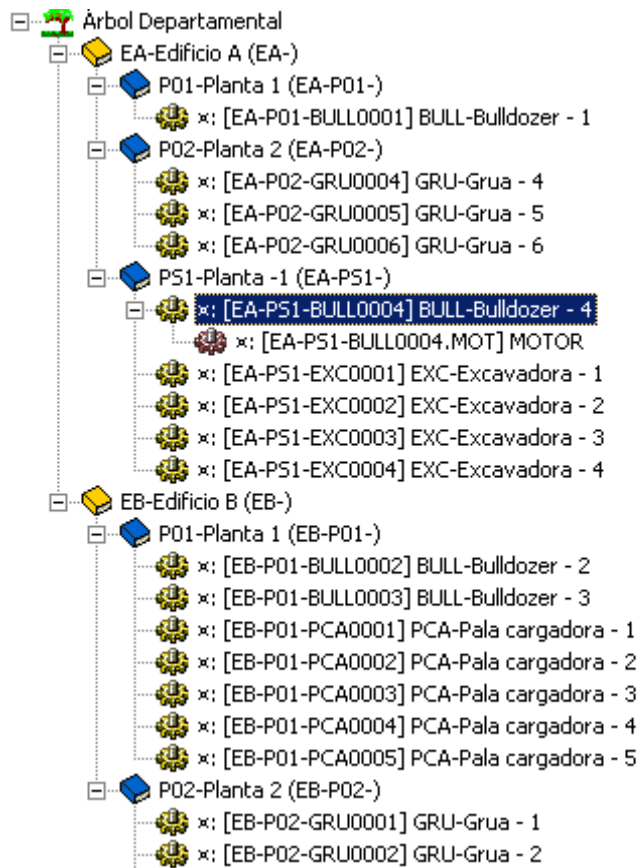 Árbol Departamental
EA-Edificio A (EA-)
P01-Planta 1 (EA-P01-)
×: [EA-P01-BULL0001] BULL-Bulldozer - 1
P02-Planta 2 (EA-P02-)
×: [EA-P02-GRU0004] GRU-Grua - 4
×: [EA-P02-GRU0005] GRU-Grua - 5
×: [EA-P02-GRU0006] GRU-Grua - 6
PS1-Planta -1 (EA-PS1-)
×: [EA-PS1-BULL0004] BULL-Bulldozer - 4
×: [EA-PS1-BULL0004.MOT] MOTOR
×: [EA-PS1-EXC0001] EXC-Excavadora - 1
×: [EA-PS1-EXC0002] EXC-Excavadora - 2
×: [EA-PS1-EXC0003] EXC-Excavadora - 3
×: [EA-PS1-EXC0004] EXC-Excavadora - 4
EB-Edificio B (EB-)
P01-Planta 1 (EB-P01-)
×: [EB-P01-BULL0002] BULL-Bulldozer - 2
×: [EB-P01-BULL0003] BULL-Bulldozer - 3
×: [EB-P01-PCA0001] PCA-Pala cargadora - 1
×: [EB-P01-PCA0002] PCA-Pala cargadora - 2
×: [EB-P01-PCA0003] PCA-Pala cargadora - 3
×: [EB-P01-PCA0004] PCA-Pala cargadora - 4
×: [EB-P01-PCA0005] PCA-Pala cargadora - 5
P02-Planta 2 (EB-P02-)
×: [EB-P02-GRU0001] GRU-Grua - 1
×: [EB-P02-GRU0002] GRU-Grua - 2